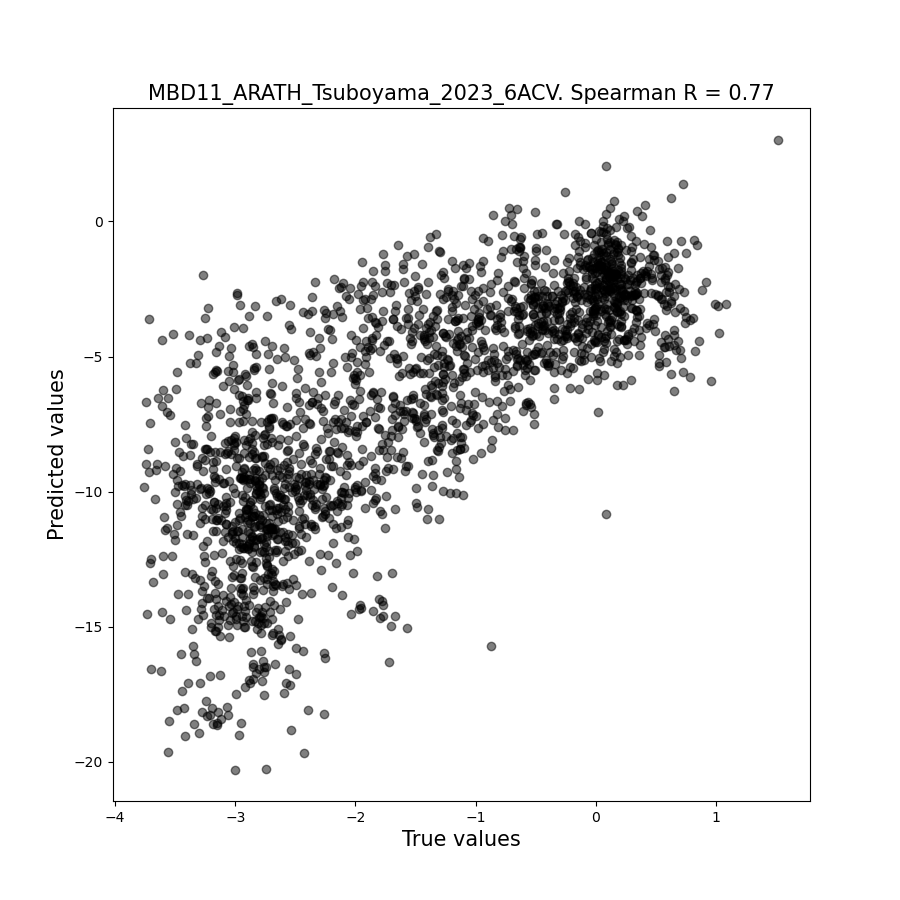 MBD11_ARATH_Tsuboyama_2023_6ACV. Spearman R = 0.77
Predicted values
0
−5
−10
−15
−20
−4 −3 −2 −1 0 1
True values